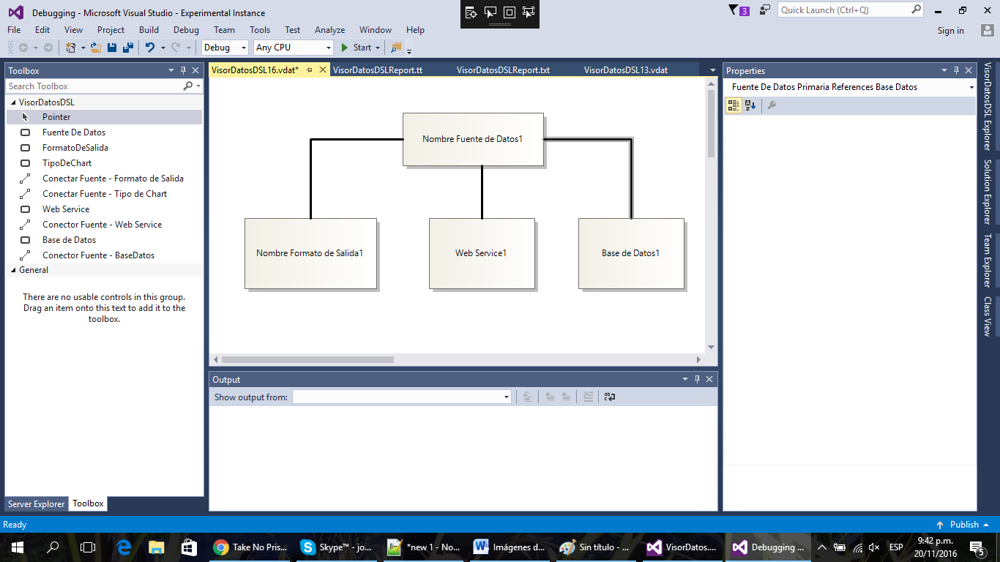 Debugging - Microsoft Visual Studio - Experimental Instance
3
Quick Launch (Ctrl+Q)
File Edit View Project Build Debug Team Tools Test Analyze Window Help
Sign in
Debug Any CPU Start
Toolbox
Search Toolbox
VisorDatosDSL
Pointer
Fuente De Datos
FormatoDeSalida
TipoDeChart
Conectar Fuente - Formato de Salida
Conectar Fuente - Tipo de Chart
Web Service
Conector Fuente - Web Service
Base de Datos
Conector Fuente - BaseDatos
General
There are no usable controls in this group.
Drag an item onto this text to add it to the
toolbox.
Server Explorer Toolbox
VisorDatosDSL16.vdat* VisorDatosDSLReport.tt VisorDatosDSLReport.txt VisorDatosDSL13.vdat
Nombre Fuente de Datos1
Nombre Formato de Salida1
Web Service1
Base de Datos1
Output
Show output from:
Properties
Fuente De Datos Primaria References Base Datos
VisorDatosDSL Explorer
Solution Explorer
Team Explorer
Class View
Ready
Publish
Take No Pris...
Skype™ - jo...
*new 1 - No...
Imágenes d...
Sin título - ...
VisorDatos....
Debugging ...
ESP
9:42 p.m.
20/11/2016
5